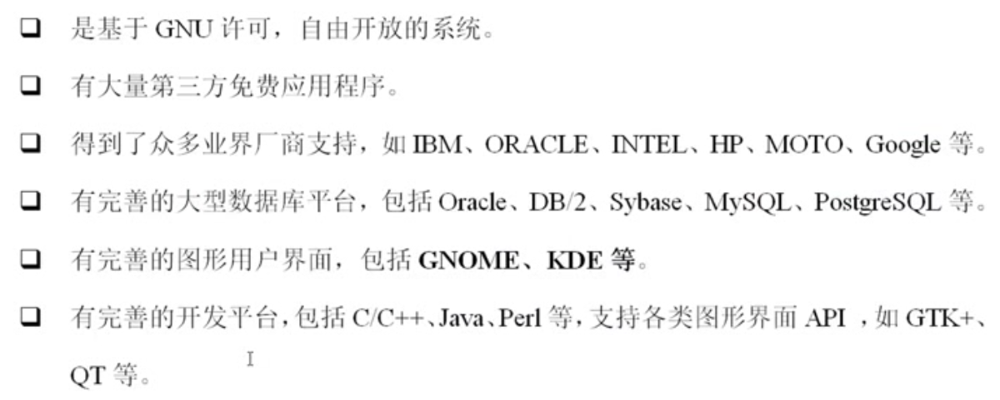 ❑ 是基于 GNU 许可，自由开放的系统。
❑ 有大量第三方免费应用程序。
❑ 得到了众多业界厂商支持，如 IBM、ORACLE、INTEL、HP、MOTO、Google 等。
❑ 有完善的大型数据库平台，包括 Oracle、DB/2、Sybase、MySQL、PostgreSQL 等。
❑ 有完善的图形用户界面，包括 GNOME、KDE 等。
❑ 有完善的开发平台，包括 C/C++、Java、Perl 等，支持各类图形界面 API ，如 GTK+、
QT 等。